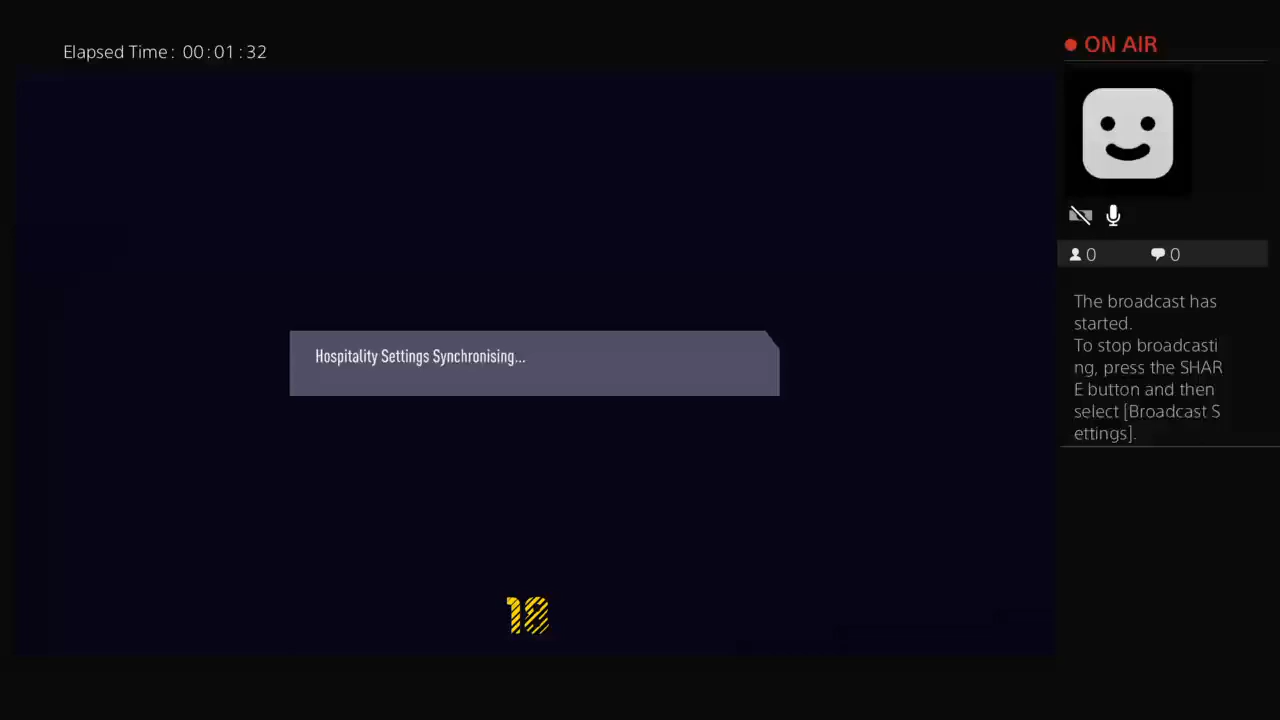 Elapsed Time: 00:01:32
ON AIR
0 0
The broadcast has
started.
To stop broadcasti
ng, press the SHAR
E button and then
select [Broadcast S
ettings].
Hospitality Settings Synchronising...
18